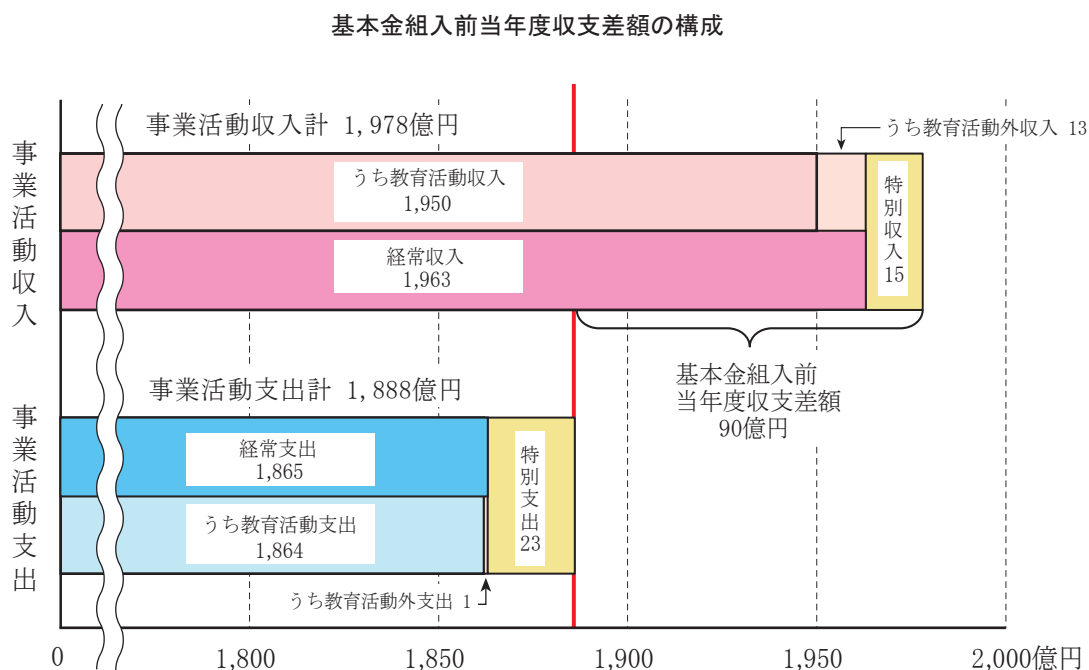 基本金組入前当年度収支差額の構成
事業活動収入計 1,978億円
うち教育活動外収入 13
事業活動収入
うち教育活動収入
1,950
経常収入
1,963
特別収入
15
基本金組入前
当年度収支差額
90億円
事業活動支出計 1,888億円
事業活動支出
経常支出
1,865
うち教育活動支出
1,864
特別支出
23
うち教育活動外支出 1
0 1,800 1,850 1,900 1,950 2,000億円